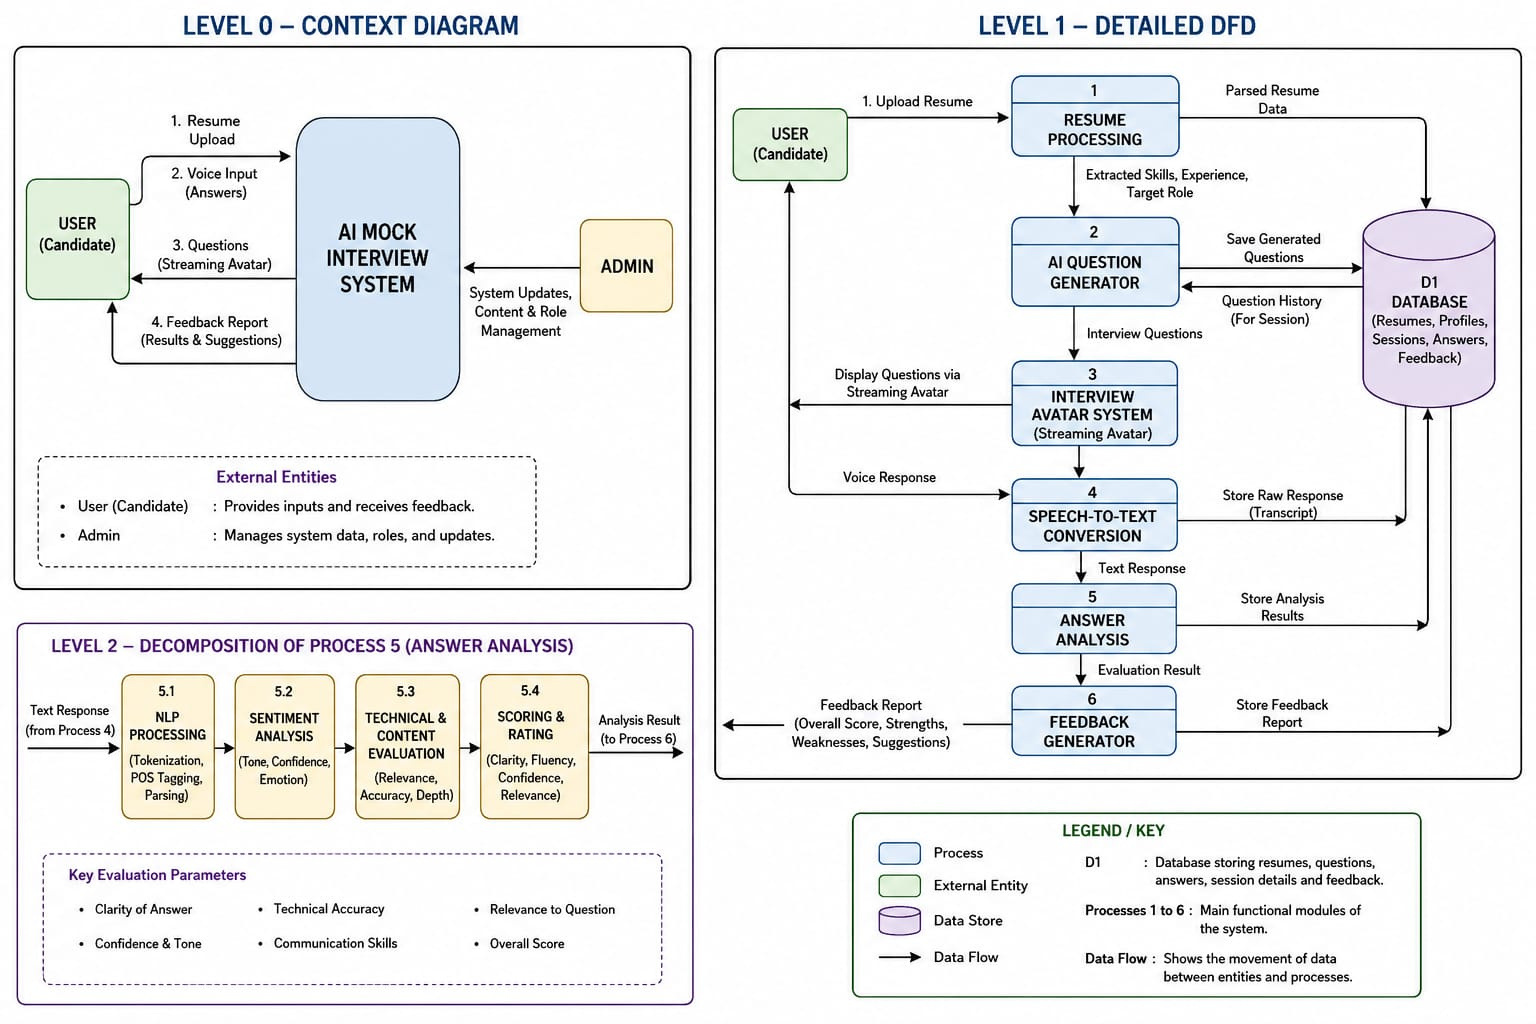 LEVEL 0 – CONTEXT DIAGRAM
1. Resume
Upload
2. Voice Input
(Answers)
USER
(Candidate)
3. Questions
(Streaming Avatar)
4. Feedback Report
(Results & Suggestions)
AI MOCK
INTERVIEW
SYSTEM
ADMIN
System Updates,
Content & Role
Management
External Entities
• User (Candidate) : Provides inputs and receives feedback.
• Admin : Manages system data, roles, and updates.
LEVEL 1 – DETAILED DFD
USER
(Candidate)
1. Upload Resume
1
RESUME
PROCESSING
Parsed Resume
Data
Extracted Skills, Experience,
Target Role
2
AI QUESTION
GENERATOR
Save Generated
Questions
Question History
(For Session)
D1
DATABASE
(Resumes, Profiles,
Sessions, Answers,
Feedback)
Interview Questions
3
INTERVIEW
AVATAR SYSTEM
(Streaming Avatar)
Display Questions via
Streaming Avatar
Voice Response
4
SPEECH-TO-TEXT
CONVERSION
Store Raw Response
(Transcript)
Text Response
5
ANSWER
ANALYSIS
Store Analysis
Results
Evaluation Result
6
FEEDBACK
GENERATOR
Store Feedback
Report
Feedback Report
(Overall Score, Strengths,
Weaknesses, Suggestions)
LEVEL 2 – DECOMPOSITION OF PROCESS 5 (ANSWER ANALYSIS)
Text Response
(from Process 4)
5.1
NLP
PROCESSING
(Tokenization,
POS Tagging,
Parsing)
5.2
SENTIMENT
ANALYSIS
(Tone, Confidence,
Emotion)
5.3
TECHNICAL &
CONTENT
EVALUATION
(Relevance,
Accuracy, Depth)
5.4
SCORING &
RATING
(Clarity, Fluency,
Confidence,
Relevance)
Analysis Result
(to Process 6)
Key Evaluation Parameters
• Clarity of Answer
• Technical Accuracy
• Relevance to Question
• Confidence & Tone
• Communication Skills
• Overall Score
LEGEND / KEY
Process
External Entity
Data Store
Data Flow
D1 : Database storing resumes, questions,
answers, session details and feedback.
Processes 1 to 6 : Main functional modules of
the system.
Data Flow : Shows the movement of data
between entities and processes.